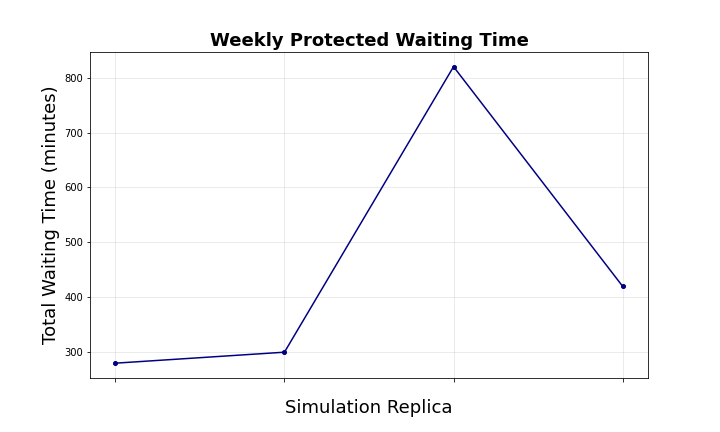 Weekly Protected Waiting Time
Total Waiting Time (minutes)
800
700
600
500
400
300
Simulation Replica